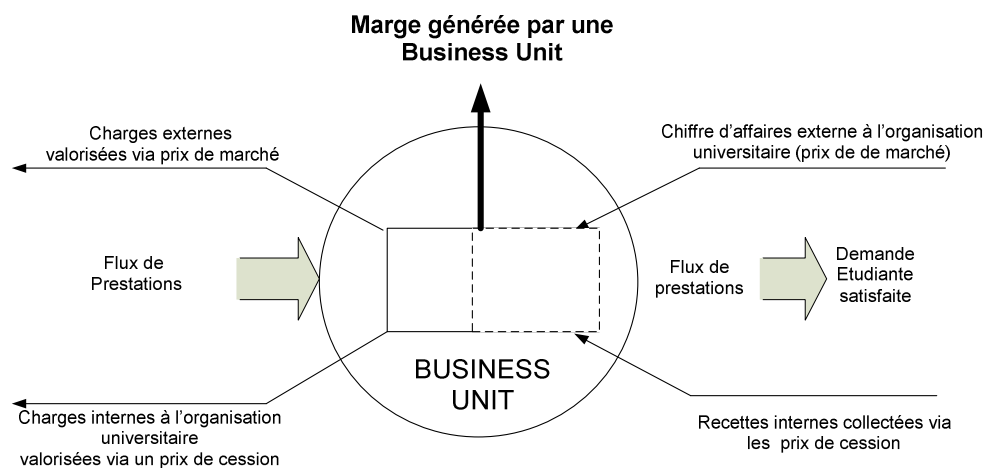 Marge générée par une
Business Unit
Charges externes
valorisées via prix de marché
Chiffre d'affaires externe à l'organisation
universitaire (prix de de marché)
Flux de
Prestations
Flux de
prestations
Demande
Etudiante
satisfaite
BUSINESS
UNIT
Charges internes à l'organisation
universitaire
valorisées via un prix de cession
Recettes internes collectées via
les prix de cession